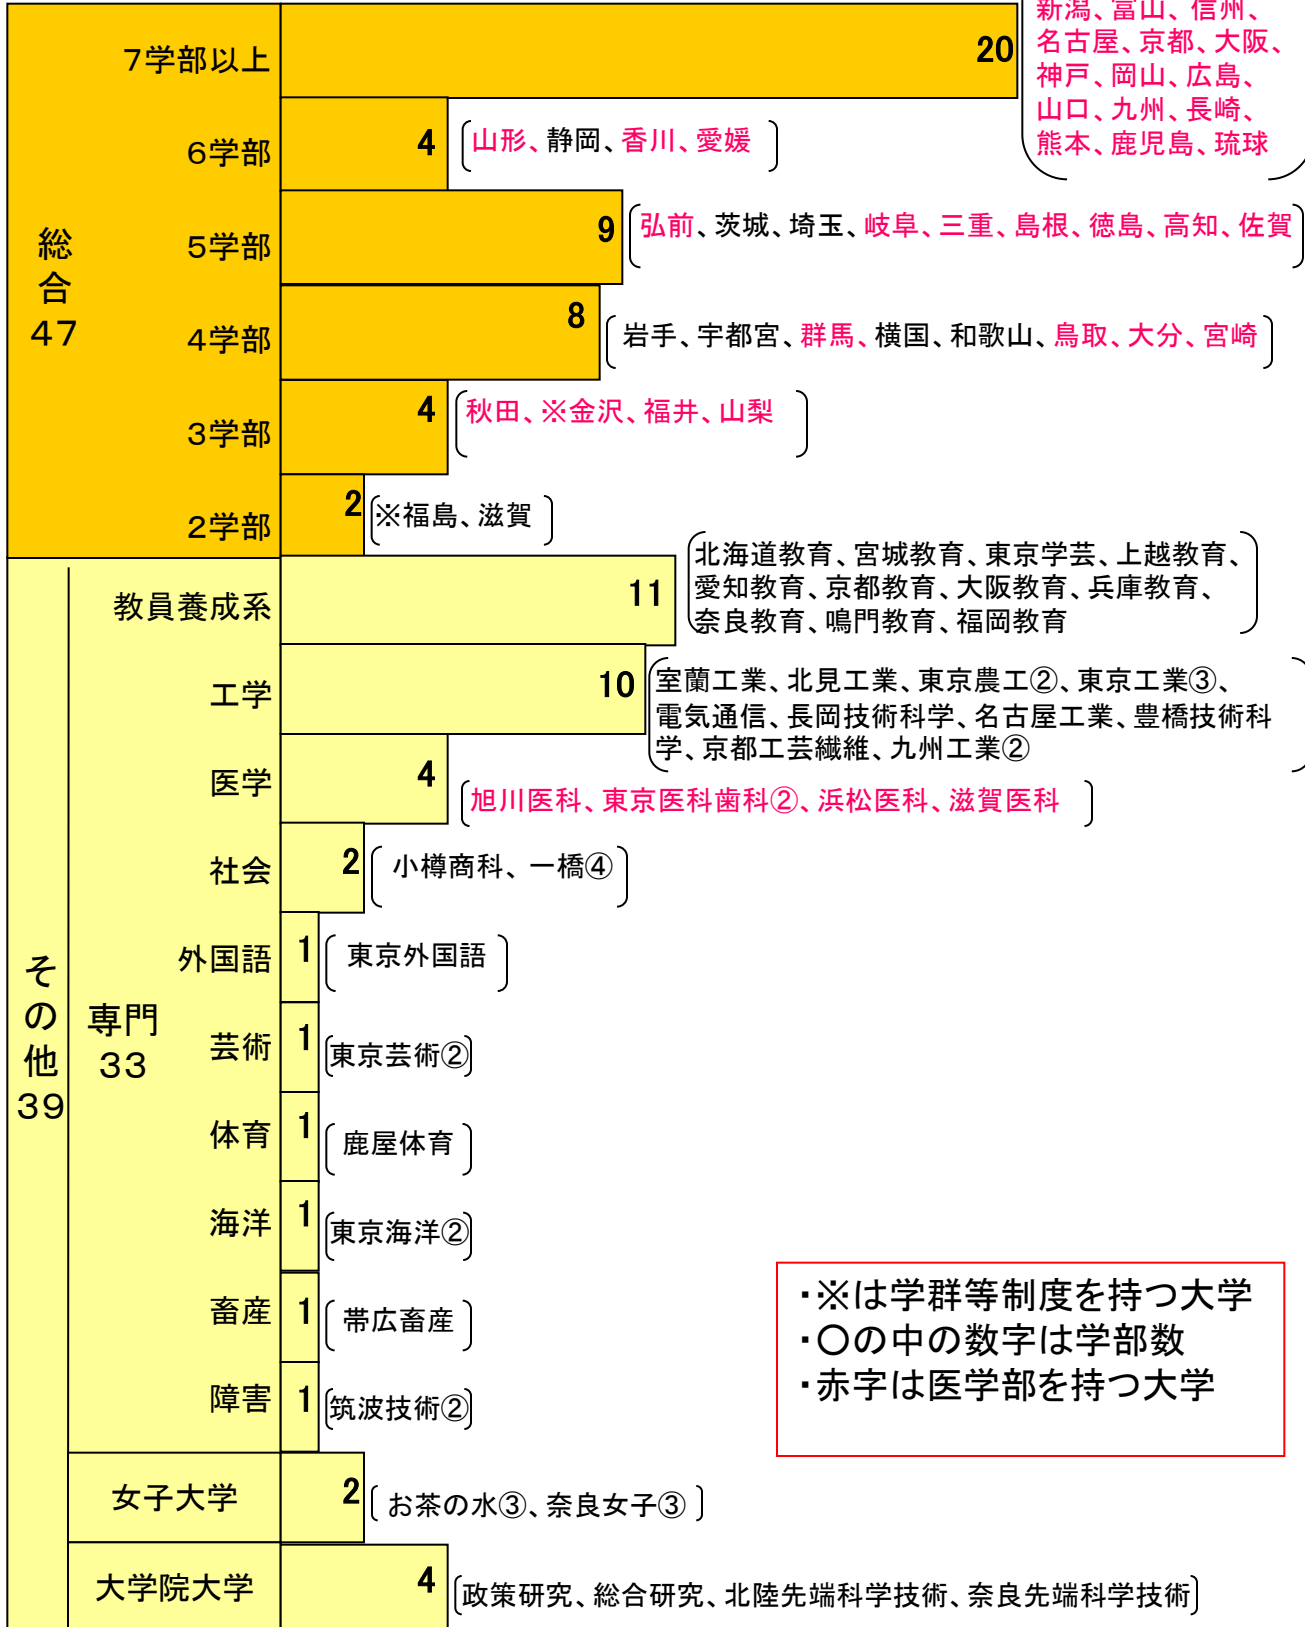 総合 47
7学部以上
20
新潟、富山、信州、
名古屋、京都、大阪、
神戸、岡山、広島、
山口、九州、長崎、
熊本、鹿児島、琉球
6学部
4
山形、静岡、香川、愛媛
5学部
9
弘前、茨城、埼玉、岐阜、三重、島根、徳島、高知、佐賀
4学部
8
岩手、宇都宮、群馬、横国、和歌山、鳥取、大分、宮崎
3学部
4
秋田、※金沢、福井、山梨
2学部
2
※福島、滋賀
その他 39
専門 33
教員養成系
11
北海道教育、宮城教育、東京学芸、上越教育、
愛知教育、京都教育、大阪教育、兵庫教育、
奈良教育、鳴門教育、福岡教育
工学
10
室蘭工業、北見工業、東京農工②、東京工業③、
電気通信、長岡技術科学、名古屋工業、豊橋技術科
学、京都工芸繊維、九州工業②
医学
4
旭川医科、東京医科歯科②、浜松医科、滋賀医科
社会
2
小樽商科、一橋④
外国語
1
東京外国語
芸術
1
東京芸術②
体育
1
鹿屋体育
海洋
1
東京海洋②
畜産
1
帯広畜産
障害
1
筑波技術②
女子大学
2
お茶の水③、奈良女子③
大学院大学
4
政策研究、総合研究、北陸先端科学技術、奈良先端科学技術
・※は学群等制度を持つ大学
・〇の中の数字は学部数
・赤字は医学部を持つ大学